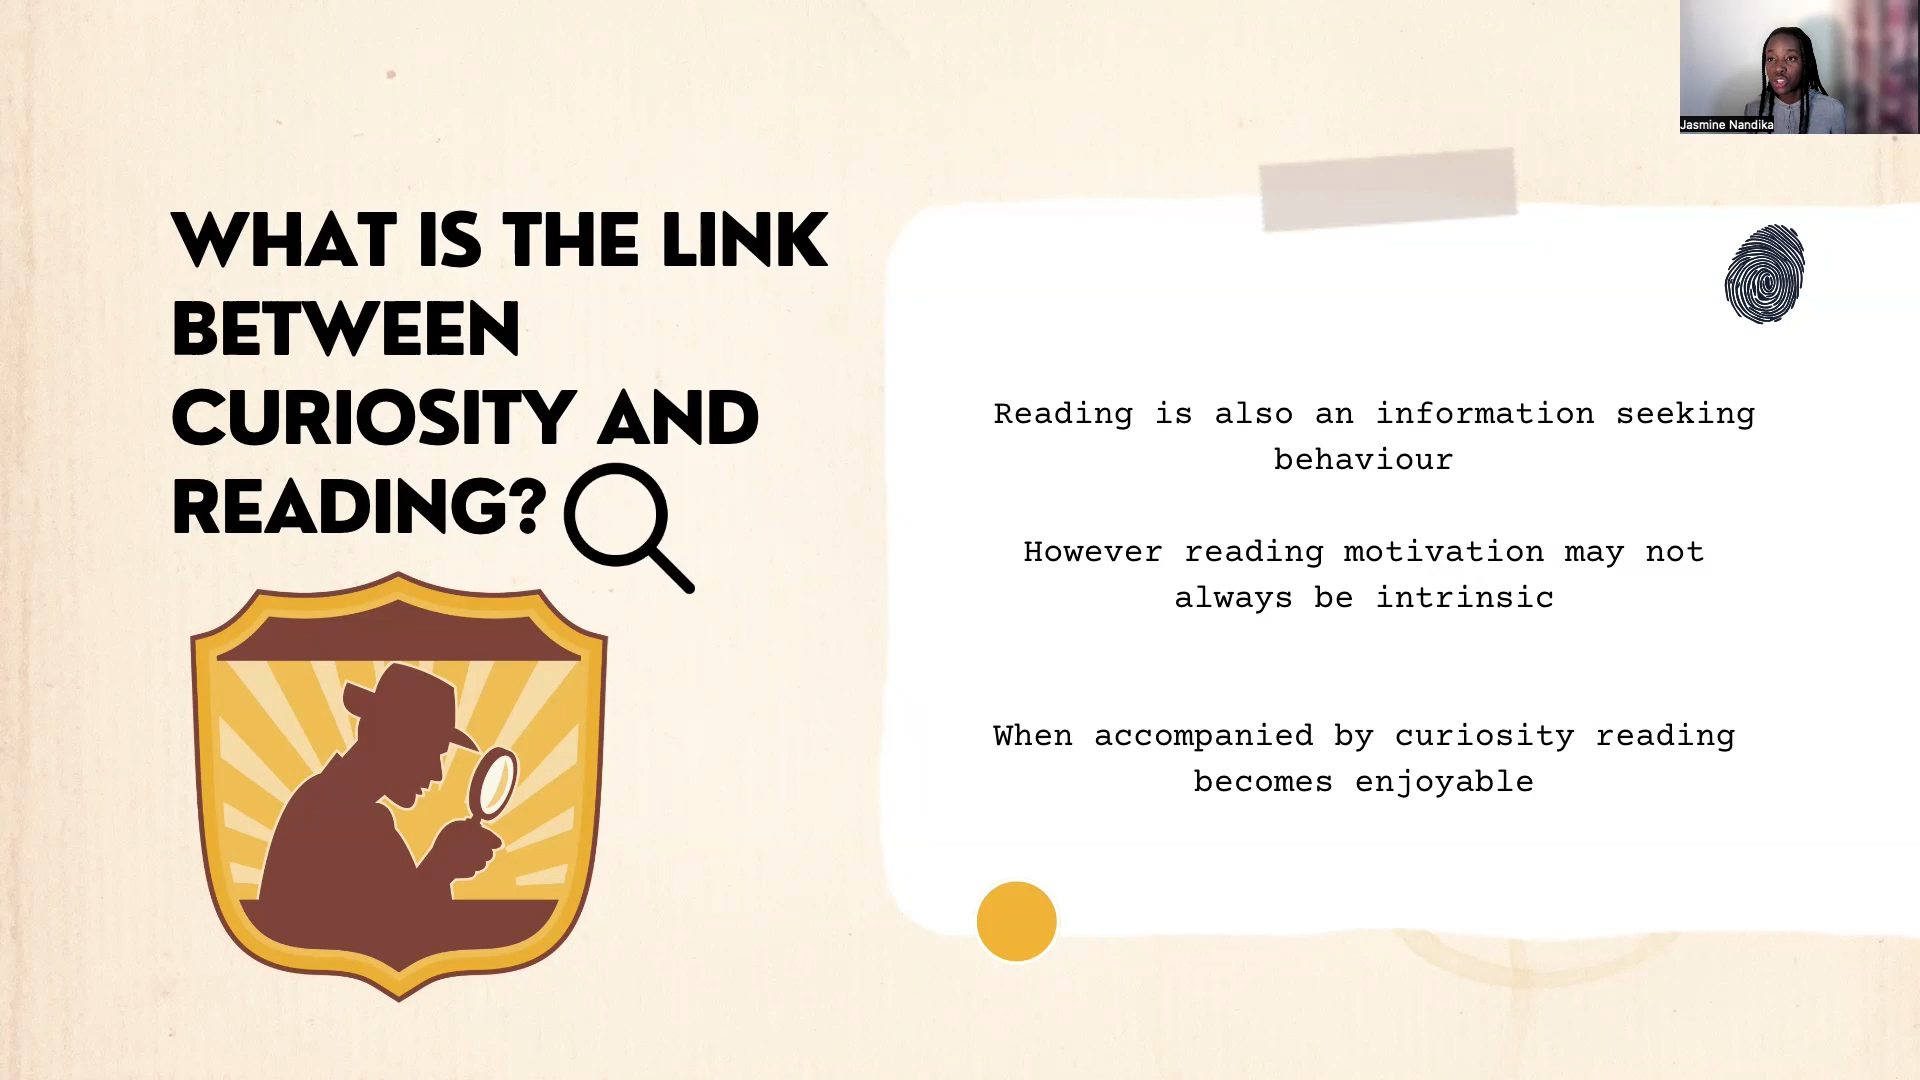 WHAT IS THE LINK
BETWEEN
CURIOSITY AND
READING?
Jasmine Nandika
Reading is also an information seeking
behaviour
However reading motivation may not
always be intrinsic
When accompanied by curiosity reading
becomes enjoyable